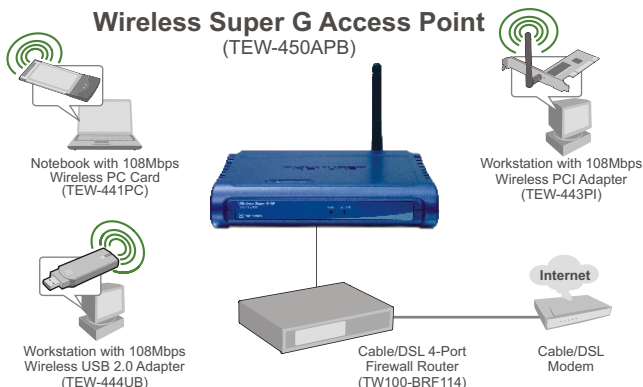 Wireless Super G Access Point
(TEW-450APB)
Notebook with 108Mbps
Wireless PC Card
(TEW-441PC)
Workstation with 108Mbps
Wireless PCI Adapter
(TEW-443PI)
Internet
Workstation with 108Mbps
Wireless USB 2.0 Adapter
(TEW-444UB)
Cable/DSL 4-Port
Firewall Router
(TW100-BRF114)
Cable/DSL
Modem